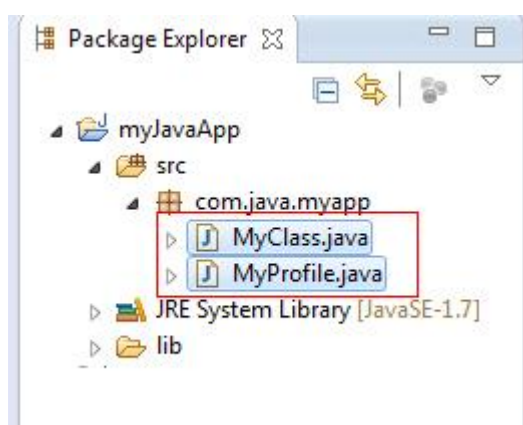 Package Explorer
myJavaApp
src
com.java.myapp
MyClass.java
MyProfile.java
JRE System Library [JavaSE-1.7]
lib